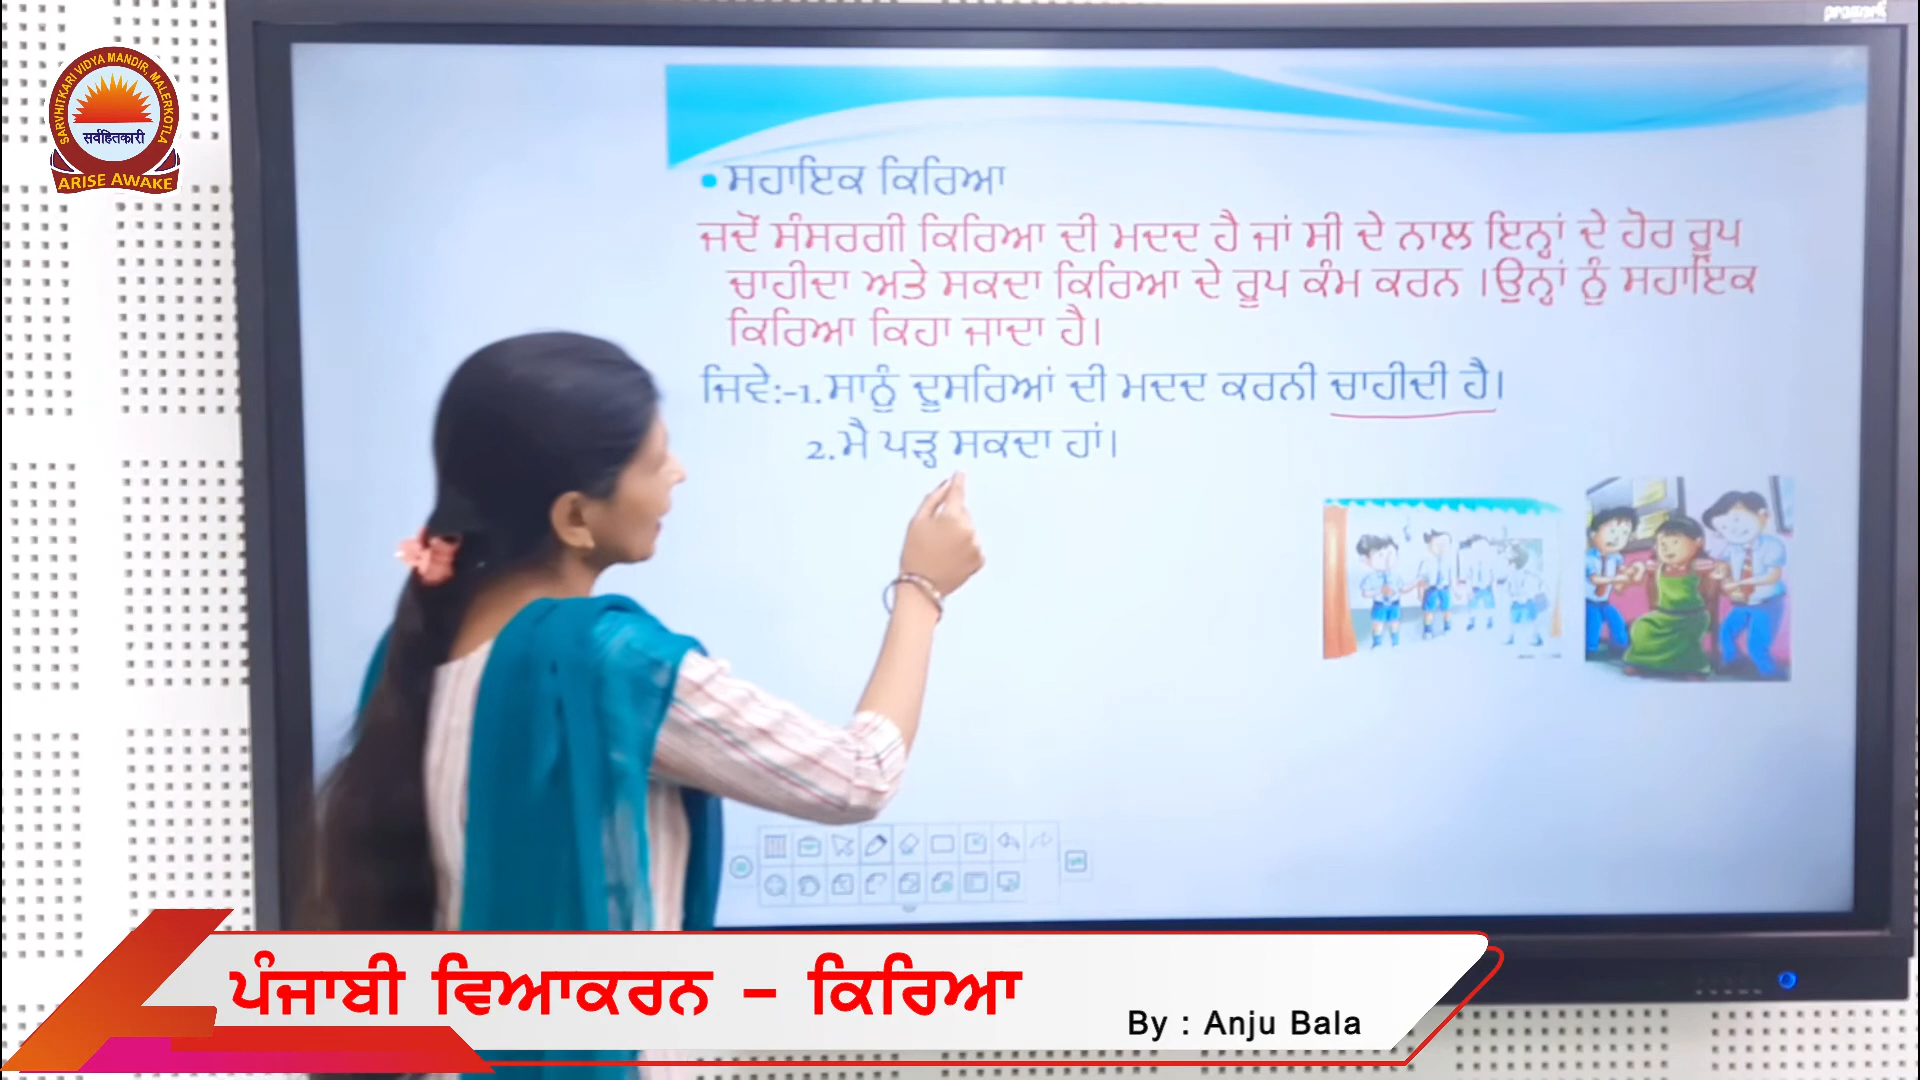 promark
SARVHITKARI VIDYA MANDIR, MALERKOTLA
सर्वहितकारी
ARISE AWAKE
• ਸਹਾਇਕ ਕਿਰਿਆ
ਜਦੋਂ ਸੰਸਰਗੀ ਕਿਰਿਆ ਦੀ ਮਦਦ ਹੈ ਜਾਂ ਸੀ ਦੇ ਨਾਲ ਇਨ੍ਹਾਂ ਦੇ ਹੋਰ ਰੂਪ
ਚਾਹੀਦਾ ਅਤੇ ਸਕਦਾ ਕਿਰਿਆ ਦੇ ਰੂਪ ਕੰਮ ਕਰਨ ।ਉਨ੍ਹਾਂ ਨੂੰ ਸਹਾਇਕ
ਕਿਰਿਆ ਕਿਹਾ ਜਾਦਾ ਹੈ।
ਜਿਵੇ:-1.ਸਾਨੂੰ ਦੂਸਰਿਆਂ ਦੀ ਮਦਦ ਕਰਨੀ ਚਾਹੀਦੀ ਹੈ।
2.ਮੈ ਪੜ੍ਹ ਸਕਦਾ ਹਾਂ।
ਪੰਜਾਬੀ ਵਿਆਕਰਨ - ਕਿਰਿਆ
By : Anju Bala